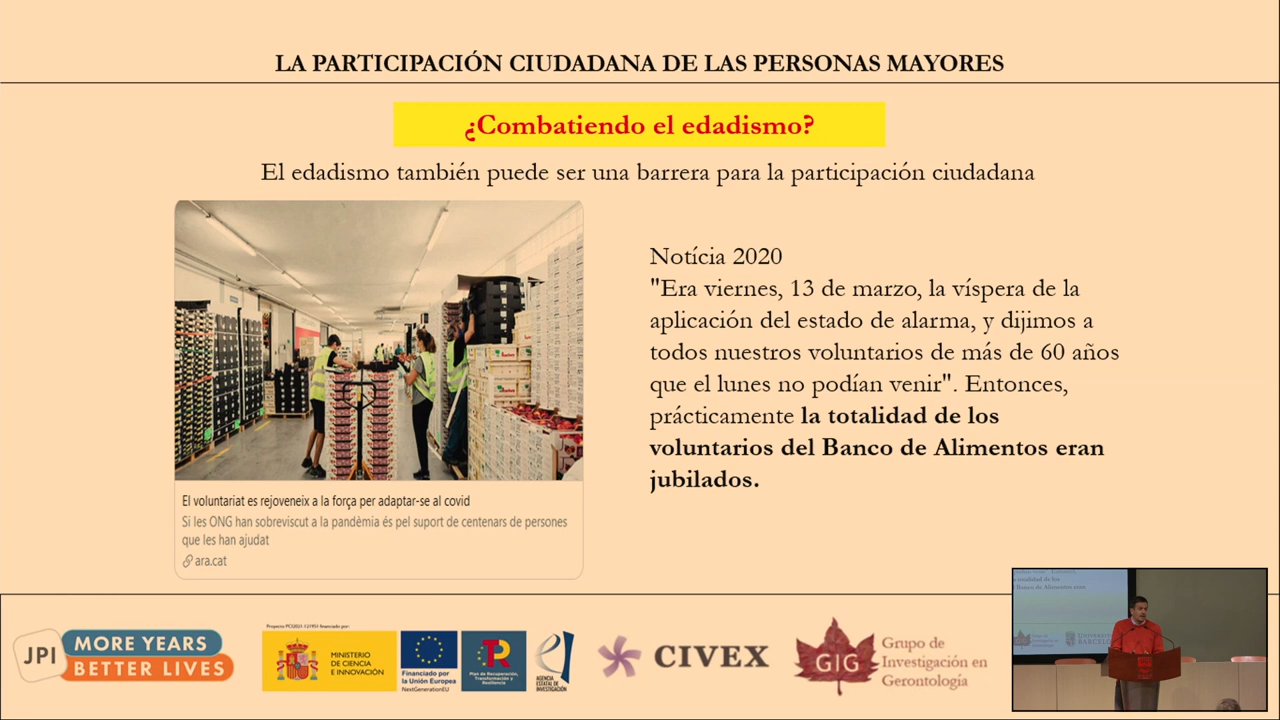 LA PARTICIPACIÓN CIUDADANA DE LAS PERSONAS MAYORES
¿Combatiendo el edadismo?
El edadismo también puede ser una barrera para la participación ciudadana
Notícia 2020
"Era viernes, 13 de marzo, la víspera de la
aplicación del estado de alarma, y dijimos a
todos nuestros voluntarios de más de 60 años
que el lunes no podían venir". Entonces,
prácticamente la totalidad de los
voluntarios del Banco de Alimentos eran
jubilados.
El voluntariat es rejoveneix a la força per adaptar-se al covid
Si les ONG han sobreviscut a la pandèmia és pel suport de centenars de persones
que les han ajudat
ara.cat
JPI
MORE YEARS
BETTER LIVES
MINISTERIO
DE CIENCIA
E INNOVACIÓN
Financiado por
la Unión Europea
NextGenerationEU
Plan de Recuperación,
Transformación y
Resiliencia
AGENCIA
ESTATAL DE
INVESTIGACIÓN
CIVEX
GIG
Grupo de
Investigación en
Gerontología